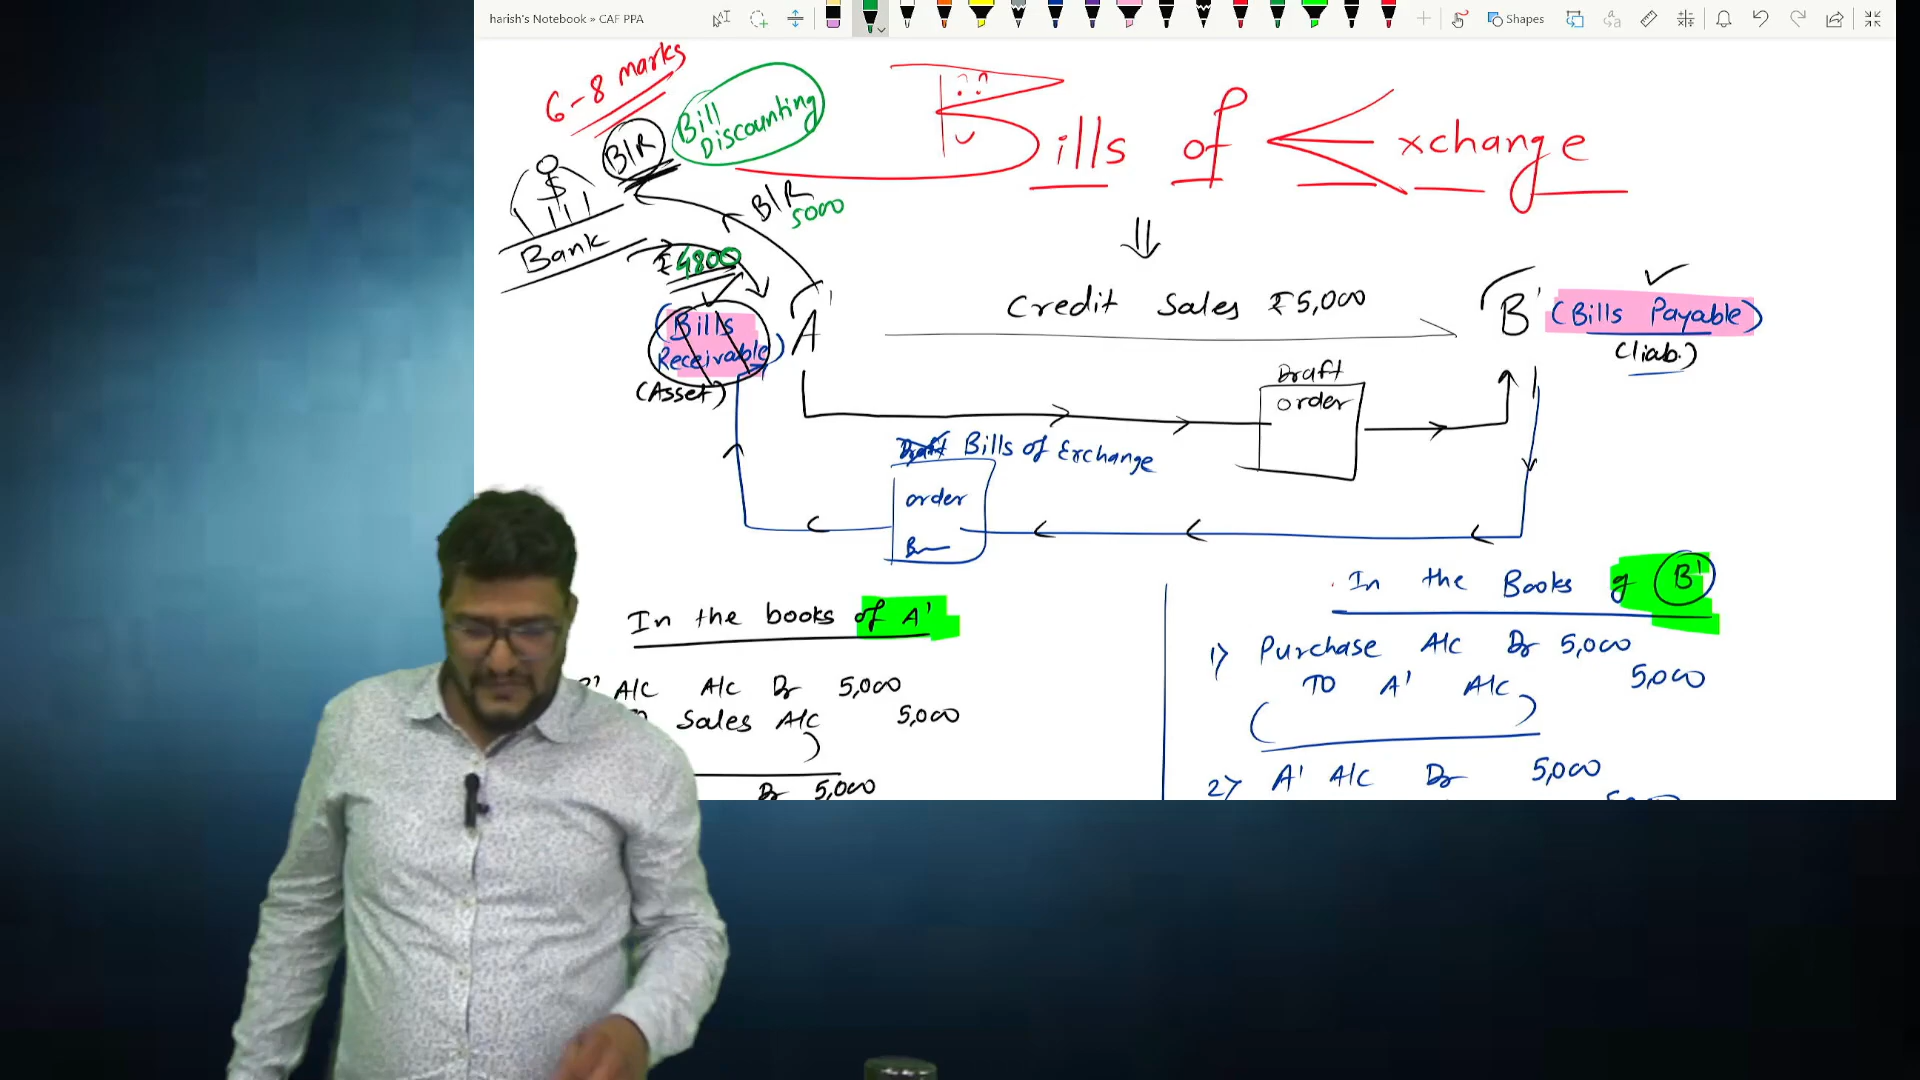 harish's Notebook » CAF PPA
Shapes
6-8 marks
Bill Discounting
B/R
Bills of Exchange
B/R
5000
Bank
₹4800
Credit Sales ₹5,000
(Bills Receivable)
A'
B' (Bills Payable)
(liab.)
(Asset)
Draft
order
Draft Bills of Exchange
order
In the Books of B'
In the books of A'
1) Purchase A/c Dr 5,000
TO A' A/c 5,000
( )
B' A/c A/c Dr 5,000
Sales A/c 5,000
)
2) A' A/c Dr 5,000
Dr 5,000